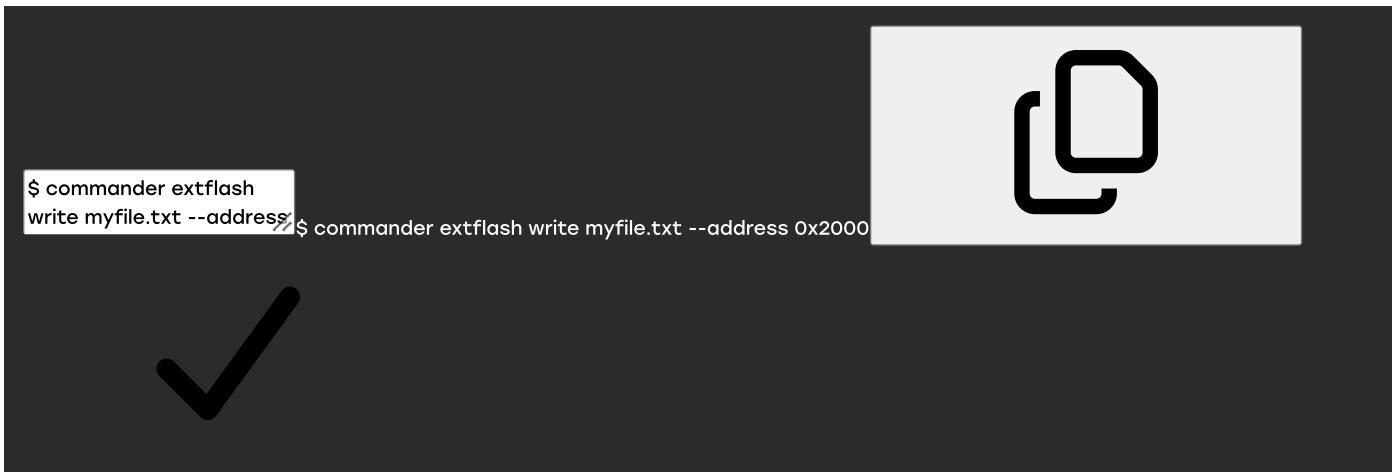 $ commander extflash
write myfile.txt --address
$ commander extflash write myfile.txt --address 0x2000